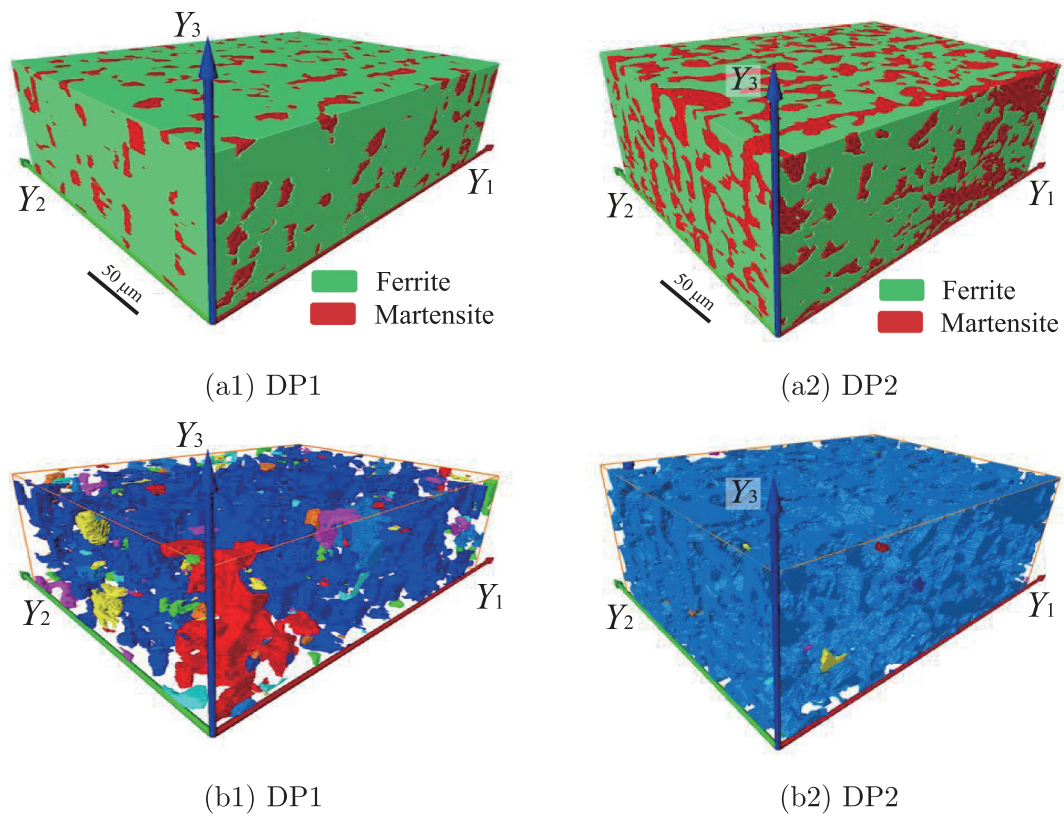 Y3
Y2
Y1
50 μm
Ferrite
Martensite
(a1) DP1
Y3
Y2
Y1
50 μm
Ferrite
Martensite
(a2) DP2
Y3
Y2
Y1
(b1) DP1
Y3
Y2
Y1
(b2) DP2